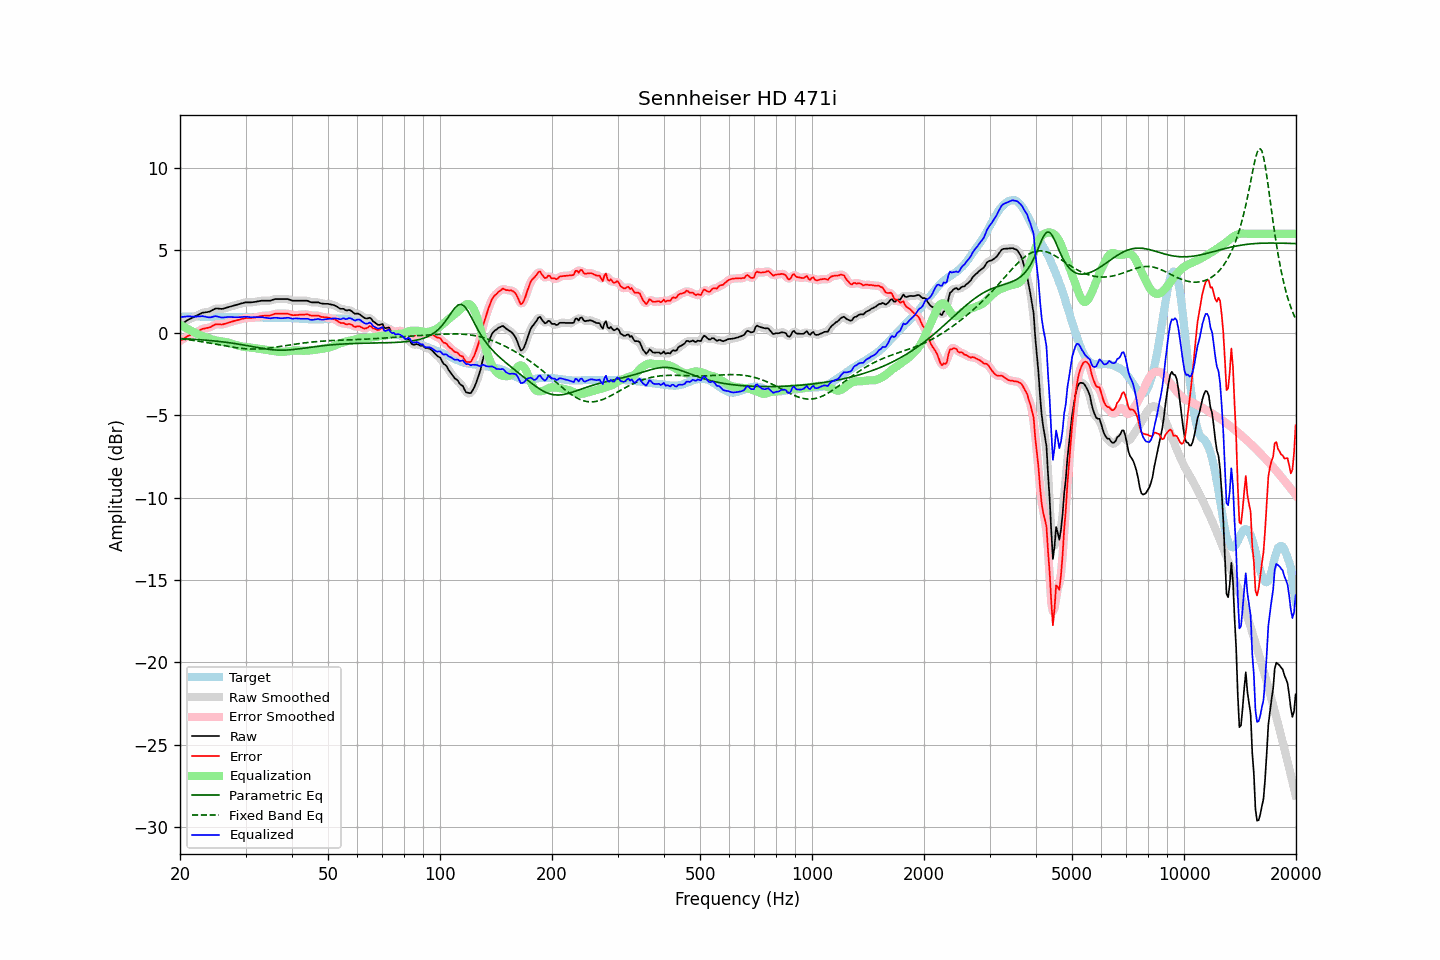 Sennheiser HD 471i
10
5
0
−5
−10
−15
−20
−25
−30
Amplitude (dBr)
Target
Raw Smoothed
Error Smoothed
Raw
Error
Equalization
Parametric Eq
Fixed Band Eq
Equalized
20 50 100 200 500 1000 2000 5000 10000 20000
Frequency (Hz)